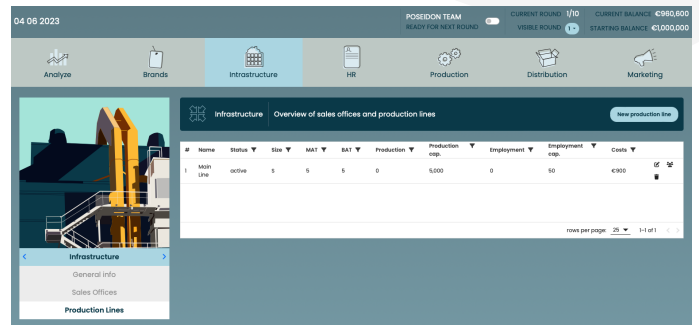 04 06 2023
POSEIDON TEAM
READY FOR NEXT ROUND
CURRENT ROUND 1/10
VISIBLE ROUND 1
CURRENT BALANCE €960,600
STARTING BALANCE €1,000,000
Analyze
Brands
Intrastructure
HR
Production
Distribution
Marketing
Infrastructure
Overview of sales offices and production lines
New production line
# Name Status Size MAT BAT Production Production cap. Employment Employment cap. Costs
1 Main Line active S 5 5 0 5,000 0 50 €900
rows per page: 25 1-1 of 1
< Infrastructure >
General info
Sales Offices
Production Lines